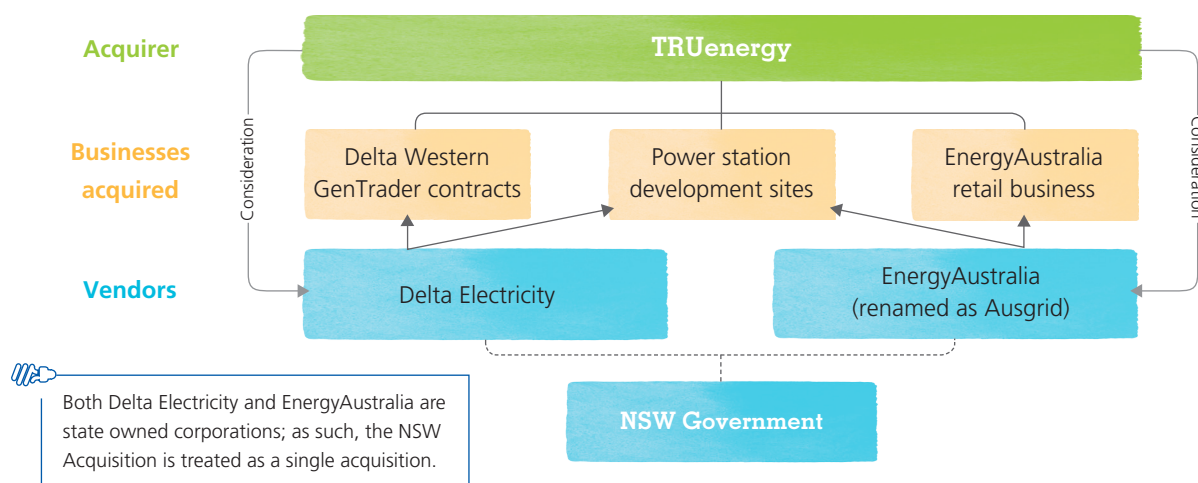 Acquirer
TRUenergy
Consideration
Consideration
Businesses
acquired
Delta Western
GenTrader contracts
Power station
development sites
EnergyAustralia
retail business
Vendors
Delta Electricity
EnergyAustralia
(renamed as Ausgrid)
NSW Government
Both Delta Electricity and EnergyAustralia are
state owned corporations; as such, the NSW
Acquisition is treated as a single acquisition.